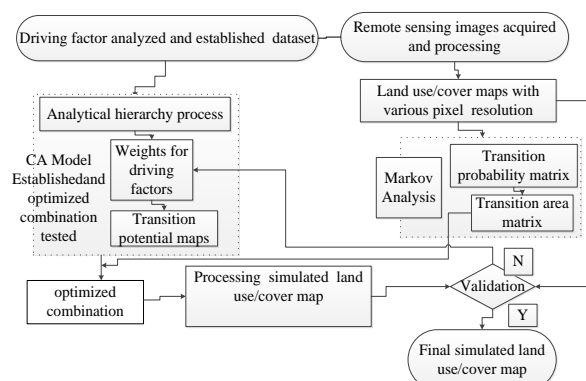 Driving factor analyzed and established dataset
Remote sensing images acquired
and processing
Analytical hierarchy process
Land use/cover maps with
various pixel resolution
CA Model
Establishedand
optimized
combination
tested
Weights for
driving
factors
Transition
potential maps
Markov
Analysis
Transition
probability matrix
Transition area
matrix
optimized
combination
Processing simulated land
use/cover map
N
Validation
Y
Final simulated land
use/cover map